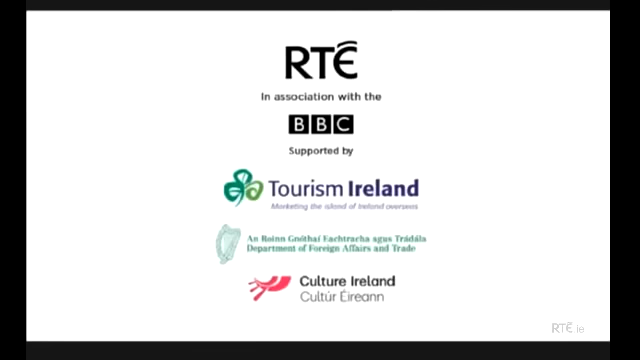 RTÉ
In association with the
BBC
Supported by
Tourism Ireland
Marketing the island of Ireland overseas
An Roinn Gnóthaí Eachtracha agus Trádála
Department of Foreign Affairs and Trade
Culture Ireland
Cultúr Éireann
RTÉ ie